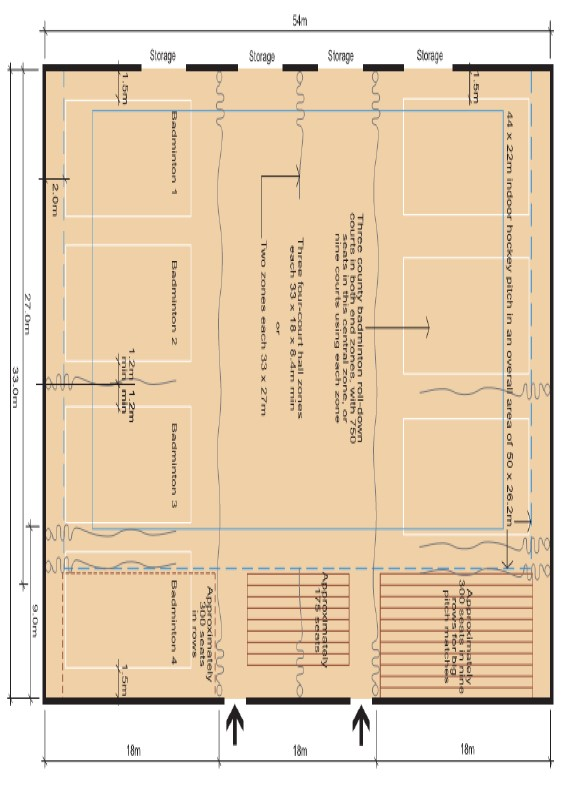 54m
Storage
Storage
Storage
Storage
1.5m
1.5m
2.0m
Badminton 1
Badminton 2
Badminton 3
Badminton 4
1.2m min
1.2m min
1.5m
27.0m
33.0m
9.0m
Two zones each 33 x 27m
Three four-court hall zones
each 33 x 18 x 8.4m min
or
Three county badminton roll-down
courts in both end zones, with 750
seats in this central zone, or
nine courts using each zone
44 x 22m indoor hockey pitch in an overall area of 50 x 26.2m
Approximately
300 seats
in rows
Approximately
175 seats
Approximately
300 seats in nine
rows for big
pitch matches
18m
18m
18m